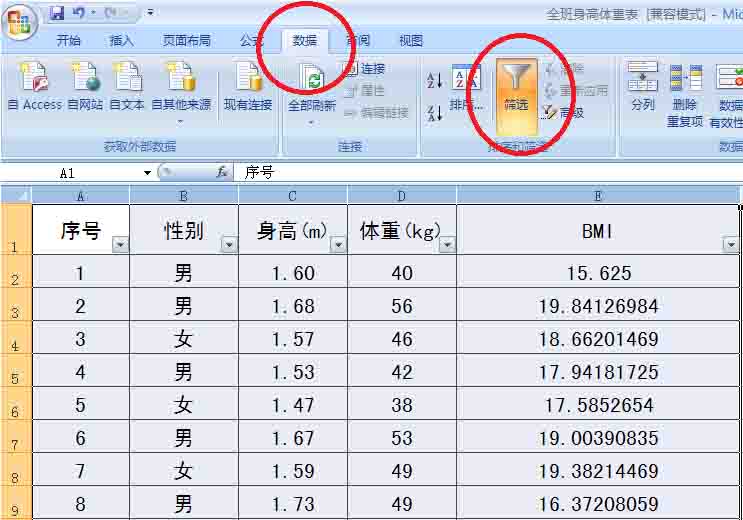 全班身高体重表 [兼容模式] - Mic
开始 插入 页面布局 公式 数据 审阅 视图
自 Access 自网站 自文本 自其他来源 现有连接 全部刷新 连接 属性 编辑链接 排序... 筛选 清除 重新应用 高级 分列 删除重复项 数据有效性
获取外部数据 连接 排序和筛选 数据
A1 fx 序号
A B C D E
1 序号 性别 身高(m) 体重(kg) BMI
2 1 男 1.60 40 15.625
3 2 男 1.68 56 19.84126984
4 3 女 1.57 46 18.66201469
5 4 男 1.53 42 17.94181725
6 5 女 1.47 38 17.5852654
7 6 男 1.67 53 19.00390835
8 7 女 1.59 49 19.38214469
9 8 男 1.73 49 16.37208059